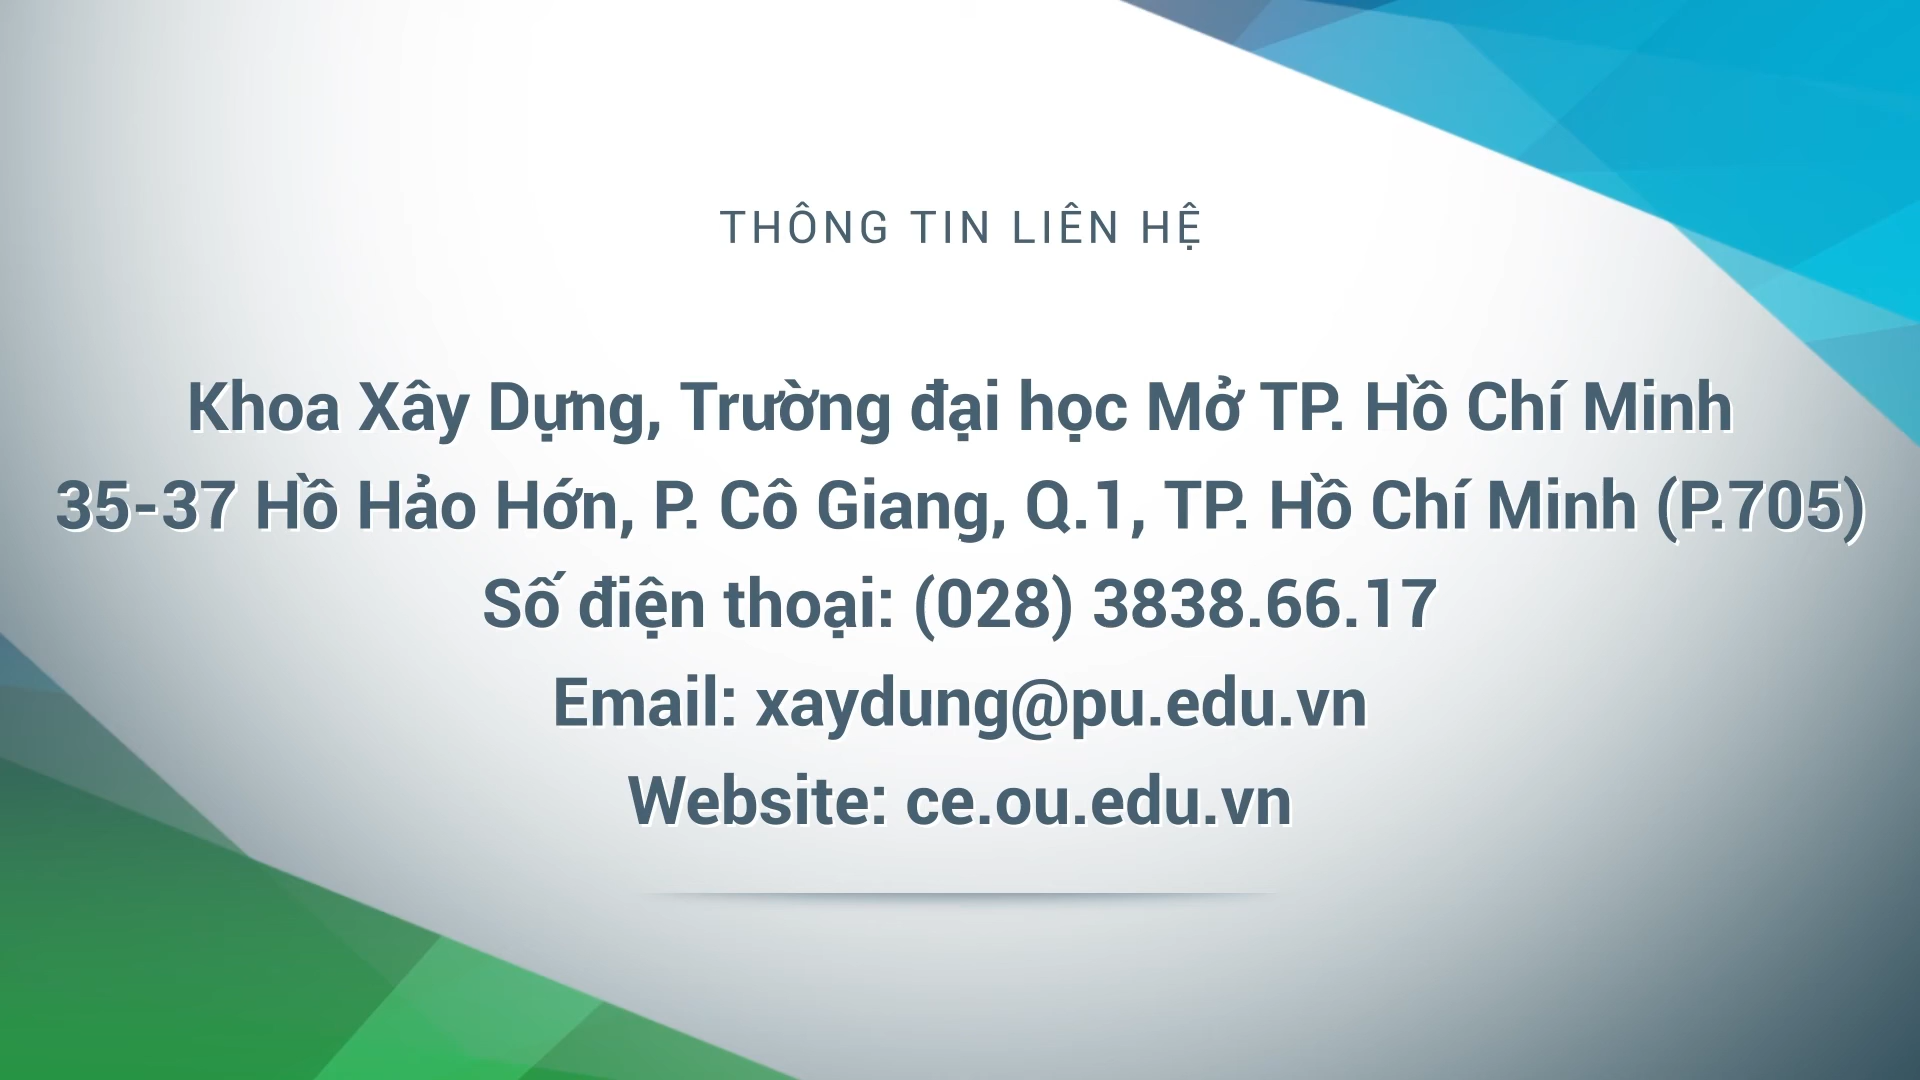 THÔNG TIN LIÊN HỆ
Khoa Xây Dựng, Trường đại học Mở TP. Hồ Chí Minh
35-37 Hồ Hảo Hớn, P. Cô Giang, Q.1, TP. Hồ Chí Minh (P.705)
Số điện thoại: (028) 3838.66.17
Email: xaydung@pu.edu.vn
Website: ce.ou.edu.vn